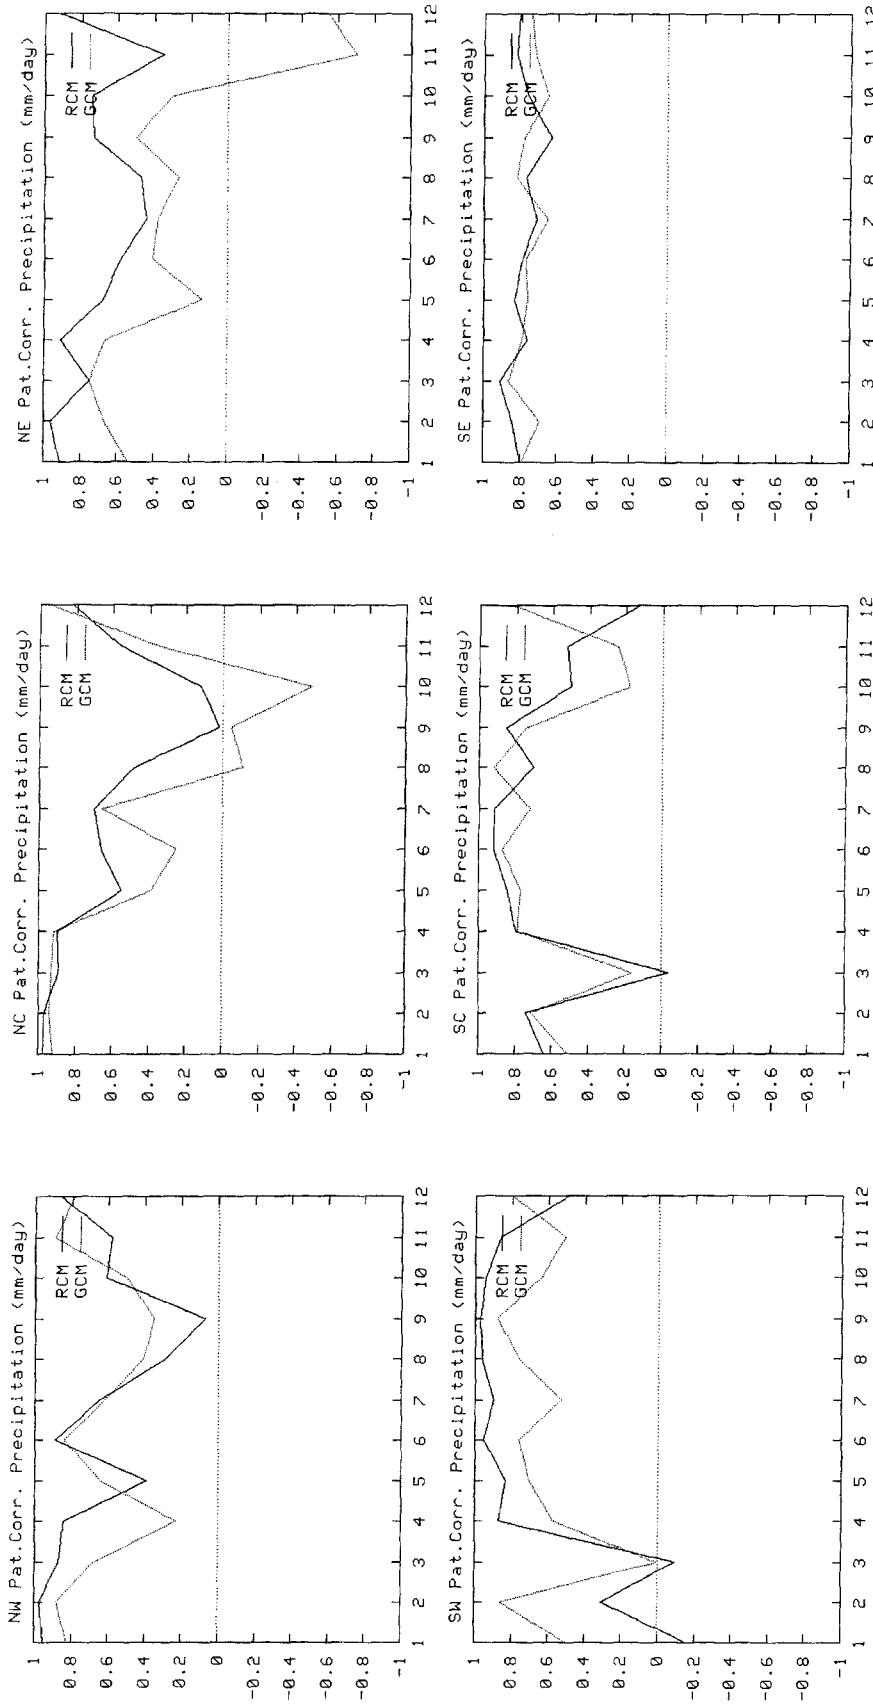 NW Pat.Corr. Precipitation (mm/day)
RCM
GCM
1
0.8
0.6
0.4
0.2
0
-0.2
-0.4
-0.6
-0.8
-1
1 2 3 4 5 6 7 8 9 10 11 12
NC Pat.Corr. Precipitation (mm/day)
RCM
GCM
1
0.8
0.6
0.4
0.2
0
-0.2
-0.4
-0.6
-0.8
-1
1 2 3 4 5 6 7 8 9 10 11 12
NE Pat.Corr. Precipitation (mm/day)
RCM
GCM
1
0.8
0.6
0.4
0.2
0
-0.2
-0.4
-0.6
-0.8
-1
1 2 3 4 5 6 7 8 9 10 11 12
SW Pat.Corr. Precipitation (mm/day)
RCM
GCM
1
0.8
0.6
0.4
0.2
0
-0.2
-0.4
-0.6
-0.8
-1
1 2 3 4 5 6 7 8 9 10 11 12
SC Pat.Corr. Precipitation (mm/day)
RCM
GCM
1
0.8
0.6
0.4
0.2
0
-0.2
-0.4
-0.6
-0.8
-1
1 2 3 4 5 6 7 8 9 10 11 12
SE Pat.Corr. Precipitation (mm/day)
RCM
GCM
1
0.8
0.6
0.4
0.2
0
-0.2
-0.4
-0.6
-0.8
-1
1 2 3 4 5 6 7 8 9 10 11 12